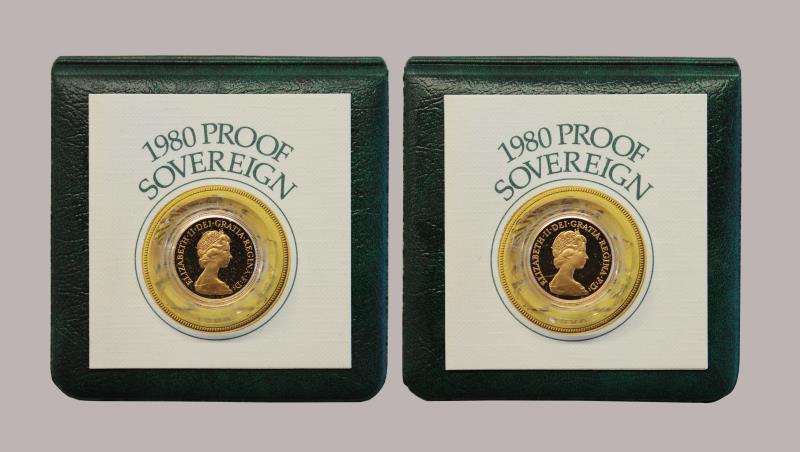 1980 PROOF
SOVEREIGN
ELIZABETH·II·DEI·GRATIA·REGINA·F:D·
1980 PROOF
SOVEREIGN
ELIZABETH·II·DEI·GRATIA·REGINA·F:D·